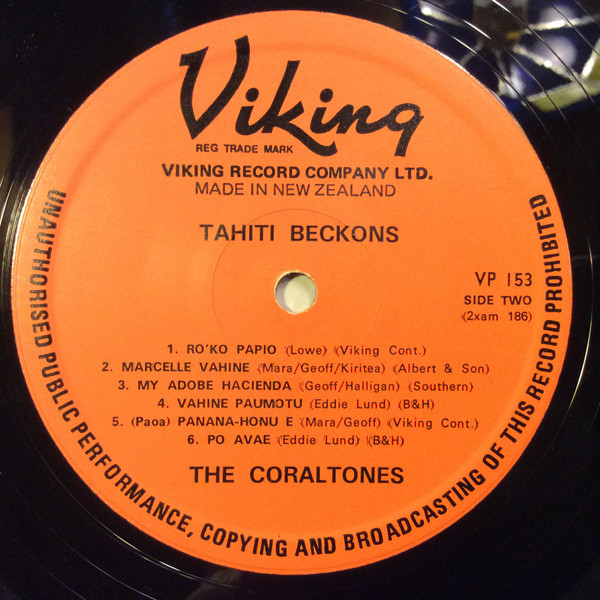 Viking
REG TRADE MARK
VIKING RECORD COMPANY LTD.
MADE IN NEW ZEALAND
TAHITI BECKONS
VP 153
SIDE TWO
(2xam 186)
1. RO'KO PAPIO (Lowe) (Viking Cont.)
2. MARCELLE VAHINE (Mara/Geoff/Kiritea) (Albert & Son)
3. MY ADOBE HACIENDA (Geoff/Halligan) (Southern)
4. VAHINE PAUMOTU (Eddie Lund) (B&H)
5. (Paoa) PANANA-HONU E (Mara/Geoff) (Viking Cont.)
6. PO AVAE (Eddie Lund) (B&H)
THE CORALTONES
UNAUTHORISED PUBLIC PERFORMANCE, COPYING AND BROADCASTING OF THIS RECORD PROHIBITED